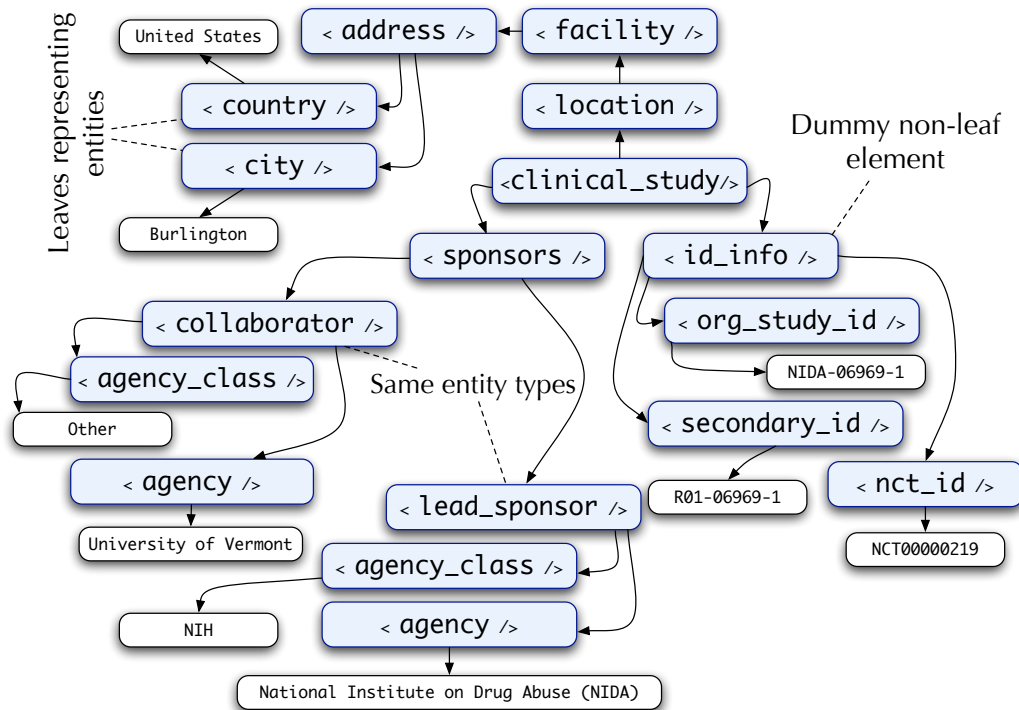 United States
< address />
< facility />
< country />
< location />
Leaves representing
entities
Dummy non-leaf
element
< city />
<clinical_study/>
Burlington
< sponsors />
< id_info />
< collaborator />
< org_study_id />
< agency_class />
Same entity types
NIDA-06969-1
Other
< secondary_id />
< agency />
< lead_sponsor />
R01-06969-1
< nct_id />
University of Vermont
< agency_class />
NCT00000219
NIH
< agency />
National Institute on Drug Abuse (NIDA)